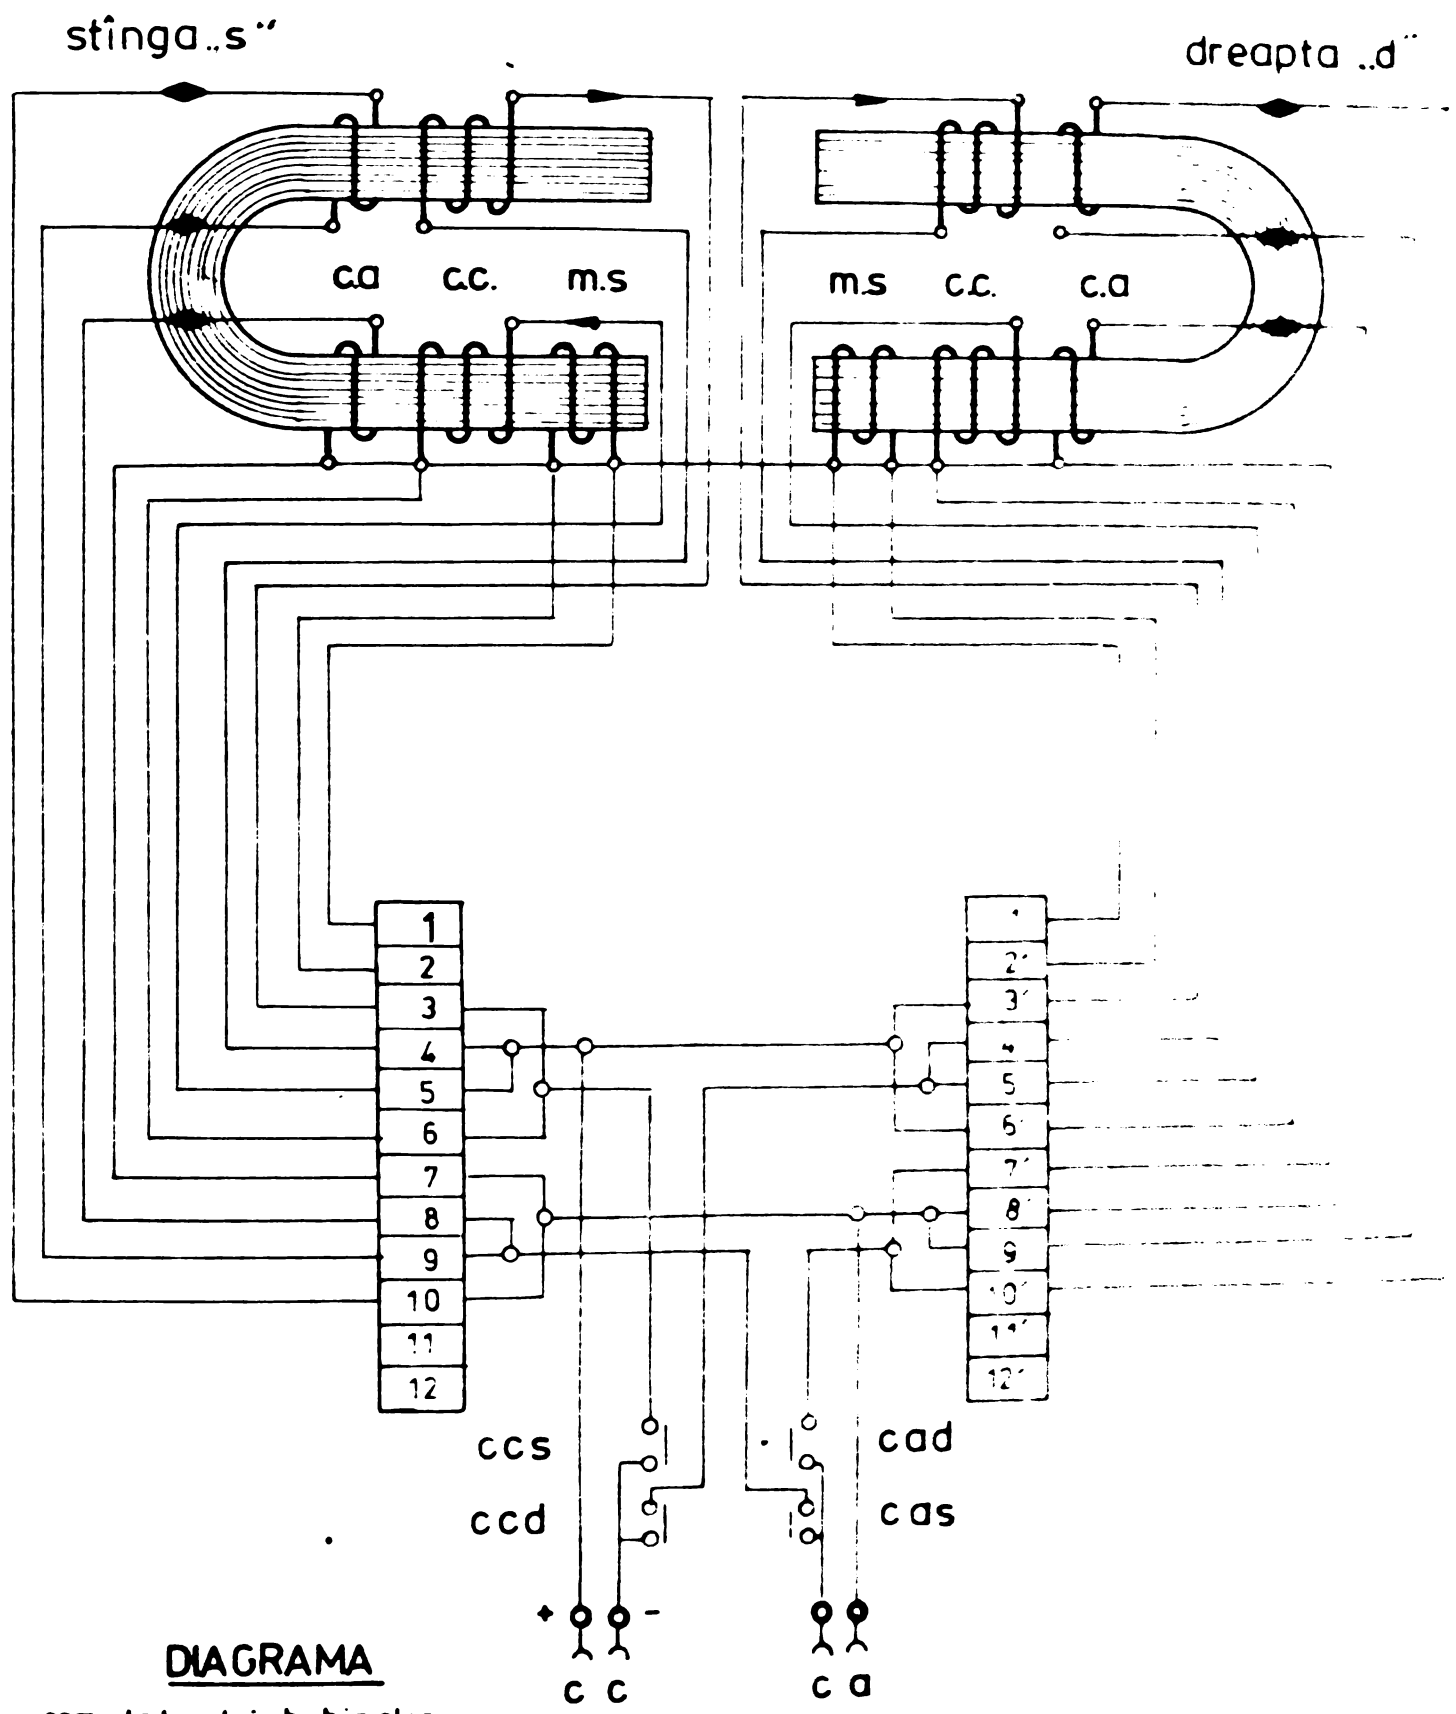 stînga „s”
dreapta „d”
c.a c.c. m.s
m.s c.c. c.a
1
2
3
4
5
6
7
8
9
10
11
12
2'
3'
4
5
6'
7'
8'
9
10'
11'
12'
ccs
ccd
cad
cas
+ -
c c
c a
DIAGRAMA